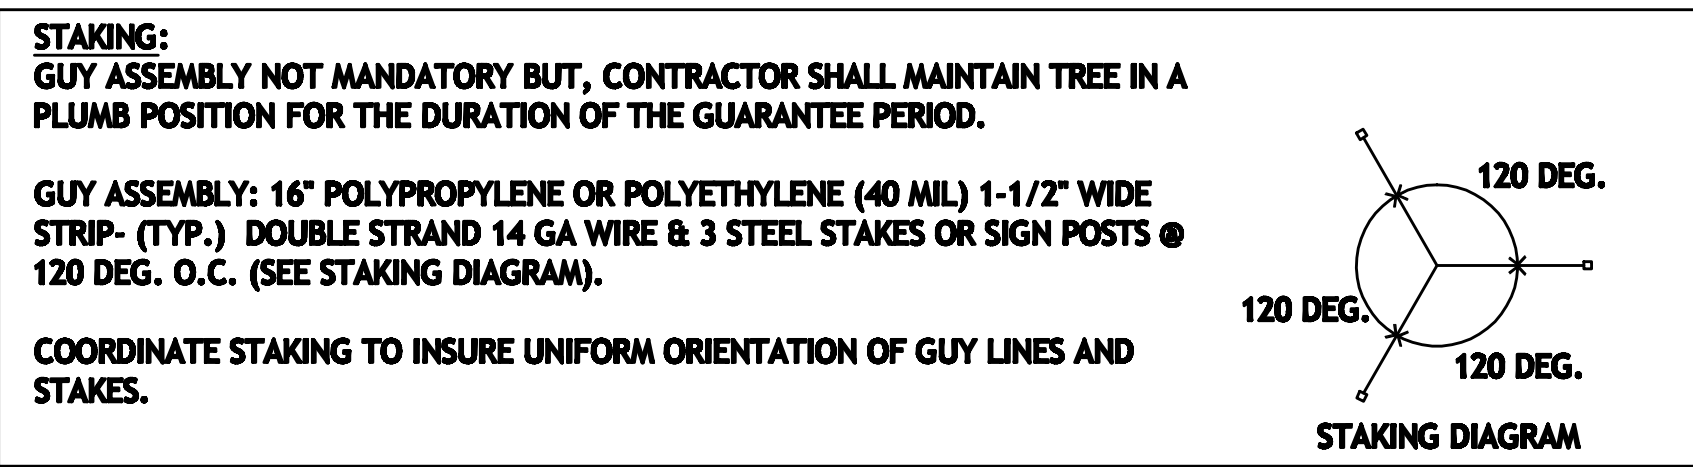 STAKING:
GUY ASSEMBLY NOT MANDATORY BUT, CONTRACTOR SHALL MAINTAIN TREE IN A
PLUMB POSITION FOR THE DURATION OF THE GUARANTEE PERIOD.
GUY ASSEMBLY: 16" POLYPROPYLENE OR POLYETHYLENE (40 MIL) 1-1/2" WIDE
STRIP- (TYP.) DOUBLE STRAND 14 GA WIRE & 3 STEEL STAKES OR SIGN POSTS @
120 DEG. O.C. (SEE STAKING DIAGRAM).
COORDINATE STAKING TO INSURE UNIFORM ORIENTATION OF GUY LINES AND
STAKES.
120 DEG.
120 DEG.
120 DEG.
STAKING DIAGRAM